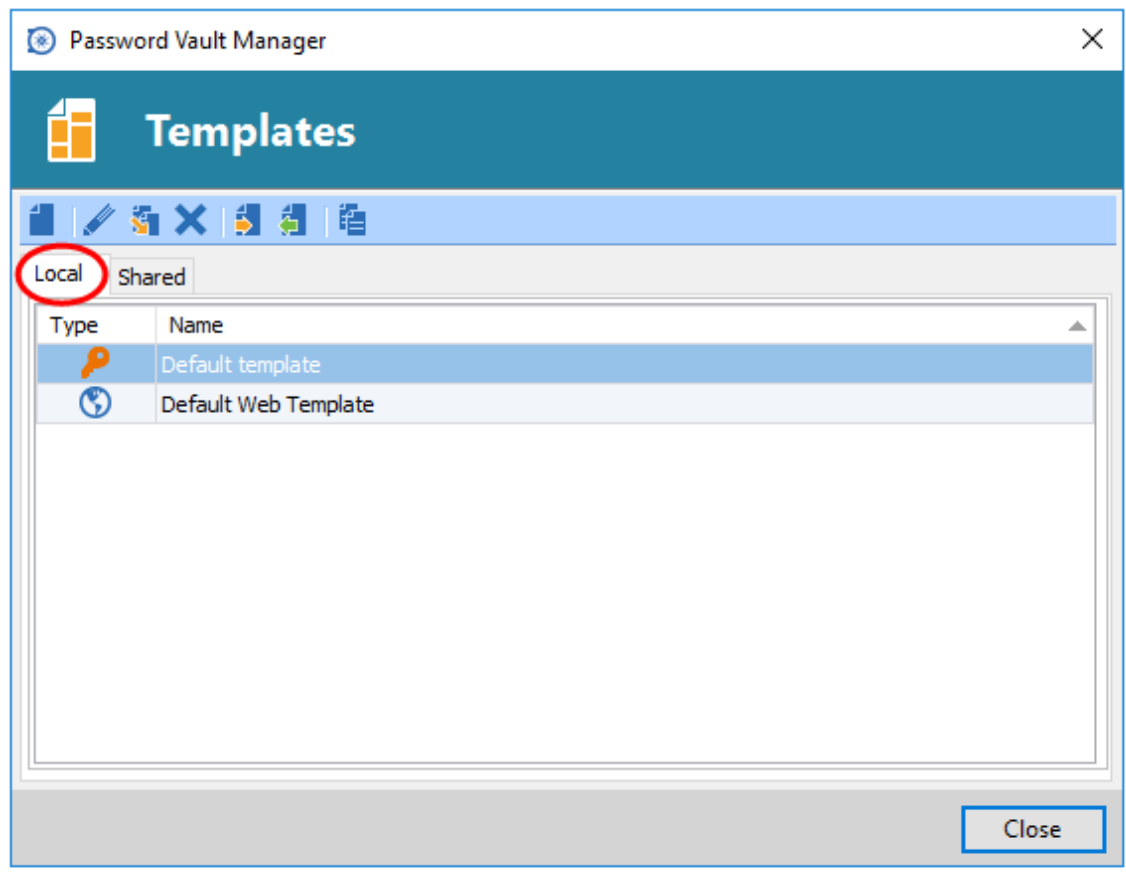 Password Vault Manager
Templates
Local Shared
Type Name
Default template
Default Web Template
Close